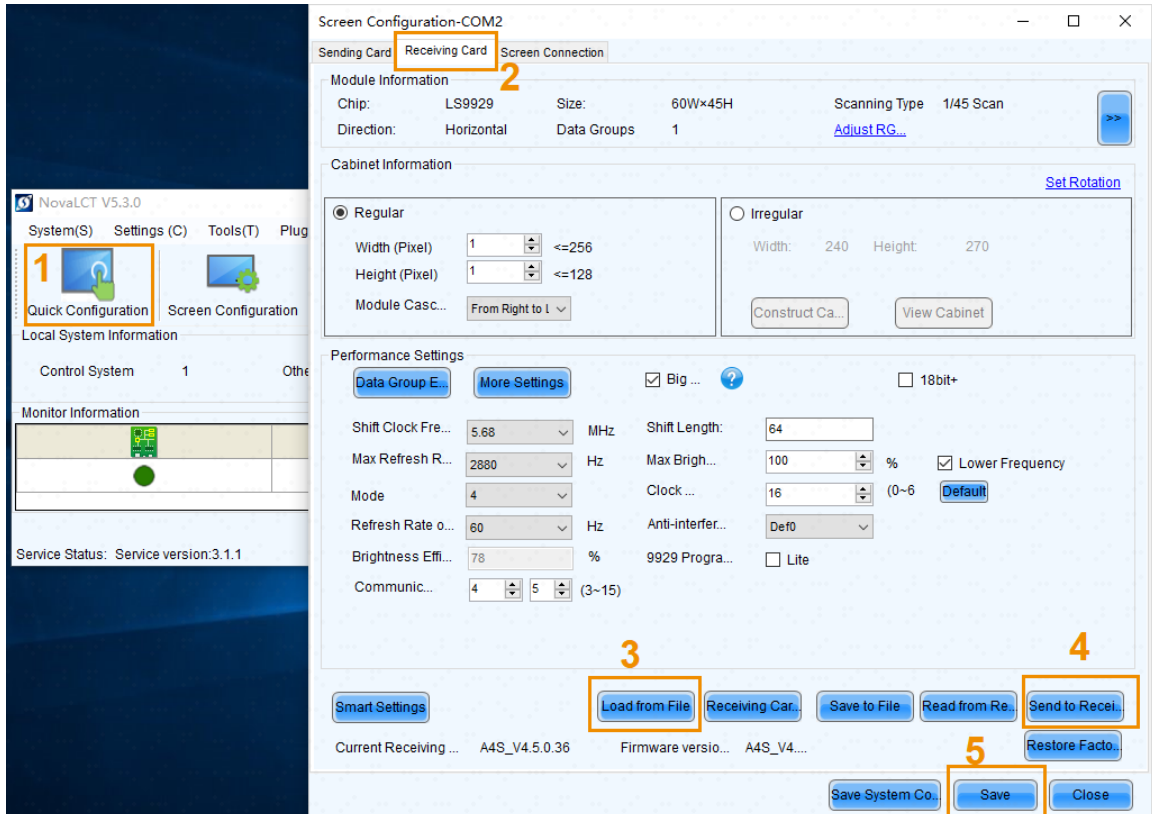 Screen Configuration-COM2
Sending Card Receiving Card Screen Connection
2
Module Information
Chip: LS9929 Size: 60W×45H Scanning Type 1/45 Scan
Direction: Horizontal Data Groups 1 Adjust RG...
>>
Cabinet Information
Set Rotation
Regular
Width (Pixel) 1 <=256
Height (Pixel) 1 <=128
Module Casc... From Right to L
Irregular
Width: 240 Height: 270
Construct Ca... View Cabinet
NovaLCT V5.3.0
System(S) Settings (C) Tools(T) Plug
1
Quick Configuration Screen Configuration
Local System Information
Control System 1 Othe
Monitor Information
Service Status: Service version:3.1.1
Performance Settings
Data Group E... More Settings Big ... ? 18bit+
Shift Clock Fre... 5.68 MHz Shift Length: 64
Max Refresh R... 2880 Hz Max Brigh... 100 % Lower Frequency
Mode 4 Clock ... 16 (0~6 Default
Refresh Rate o... 60 Hz Anti-interfer... Def0
Brightness Effi... 78 % 9929 Progra... Lite
Communic... 4 5 (3~15)
3
4
Smart Settings Load from File Receiving Car... Save to File Read from Re... Send to Recei...
Current Receiving ... A4S_V4.5.0.36 Firmware versio... A4S_V4.... Restore Facto...
5
Save System Co... Save Close